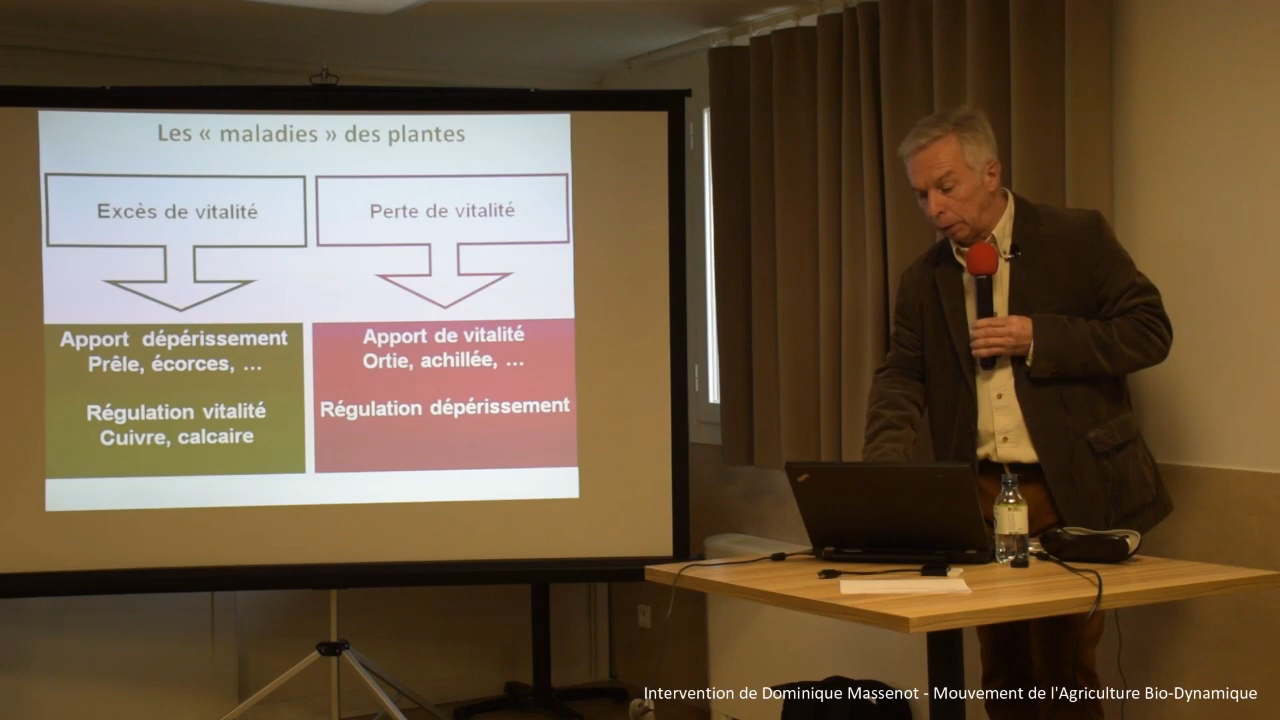 Les « maladies » des plantes
Excès de vitalité
Perte de vitalité
Apport dépérissement
Prêle, écorces, ...
Régulation vitalité
Cuivre, calcaire
Apport de vitalité
Ortie, achillée, ...
Régulation dépérissement
Intervention de Dominique Massenot - Mouvement de l'Agriculture Bio-Dynamique